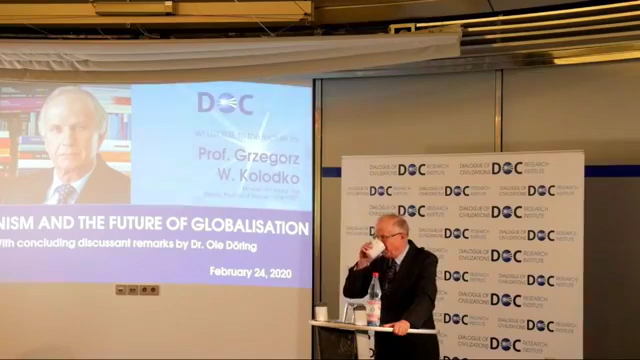 DOC
Prof. Grzegorz
W. Kolodko
NISM AND THE FUTURE OF GLOBALISATION
With concluding discussant remarks by Dr. Ole Döring
February 24, 2020
DIALOGUE OF CIVILIZATIONS DOC RESEARCH INSTITUTE